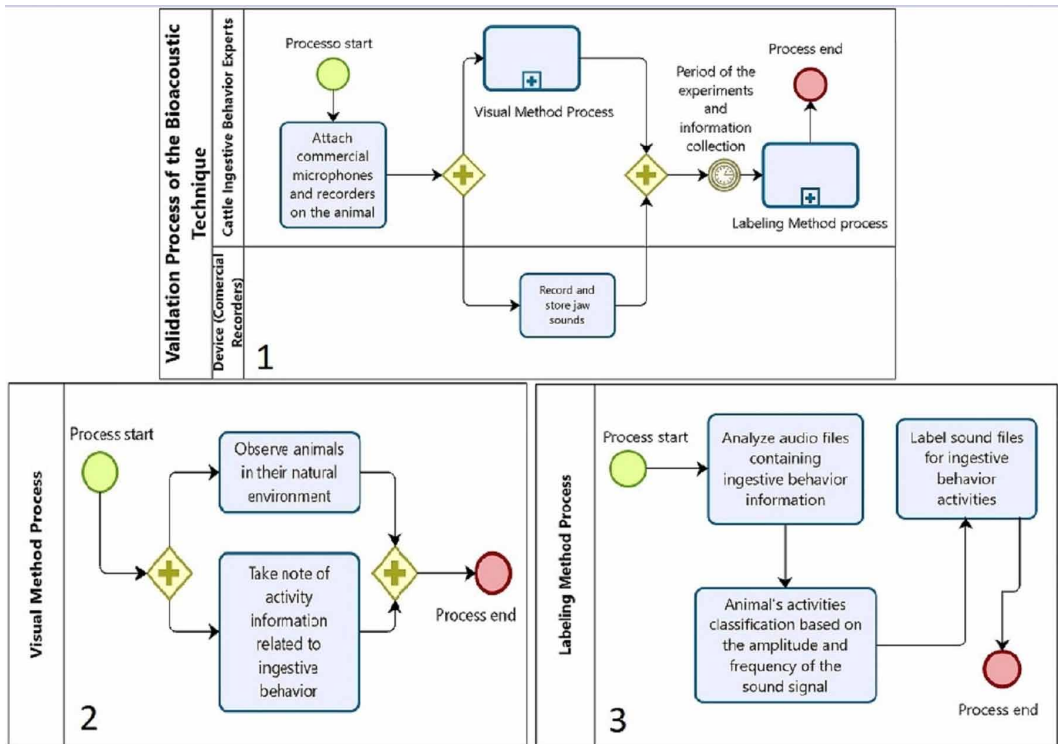 Validation Process of the Bioacoustic
Technique
Cattle Ingestive Behavior Experts
Device (Comercial
Recorders)
Processo start
Attach
commercial
microphones
and recorders
on the animal
Visual Method Process
Period of the
experiments
and
information
collection
Process end
Labeling Method process
Record and
store jaw
sounds
1
Visual Method Process
Process start
Observe animals
in their natural
environment
Take note of
activity
information
related to
ingestive
behavior
Process end
2
Labeling Method Process
Process start
Analyze audio files
containing
ingestive behavior
information
Label sound files
for ingestive
behavior
activities
Animal's activities
classification based on
the amplitude and
frequency of the
sound signal
Process end
3